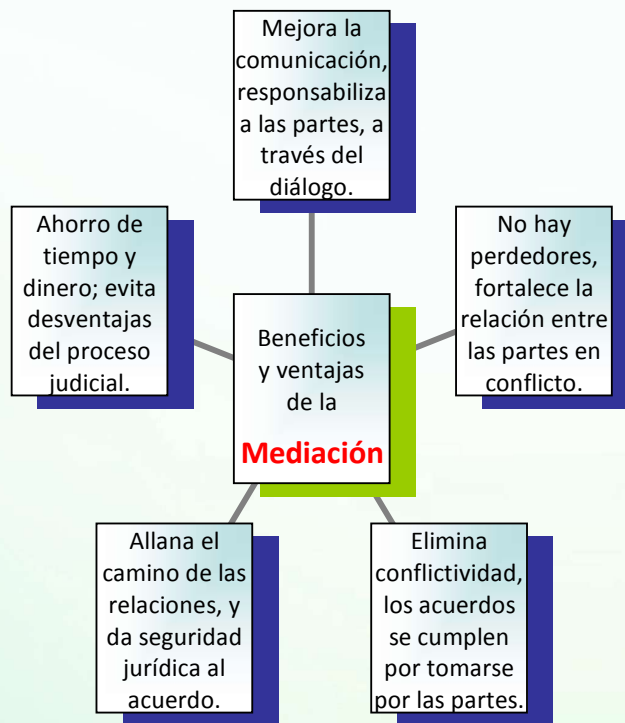 Mejora la
comunicación,
responsabiliza
a las partes, a
través del
diálogo.
Ahorro de
tiempo y
dinero; evita
desventajas
del proceso
judicial.
No hay
perdedores,
fortalece la
relación entre
las partes en
conflicto.
Beneficios
y ventajas
de la
Mediación
Allana el
camino de las
relaciones, y
da seguridad
jurídica al
acuerdo.
Elimina
conflictividad,
los acuerdos
se cumplen
por tomarse
por las partes.